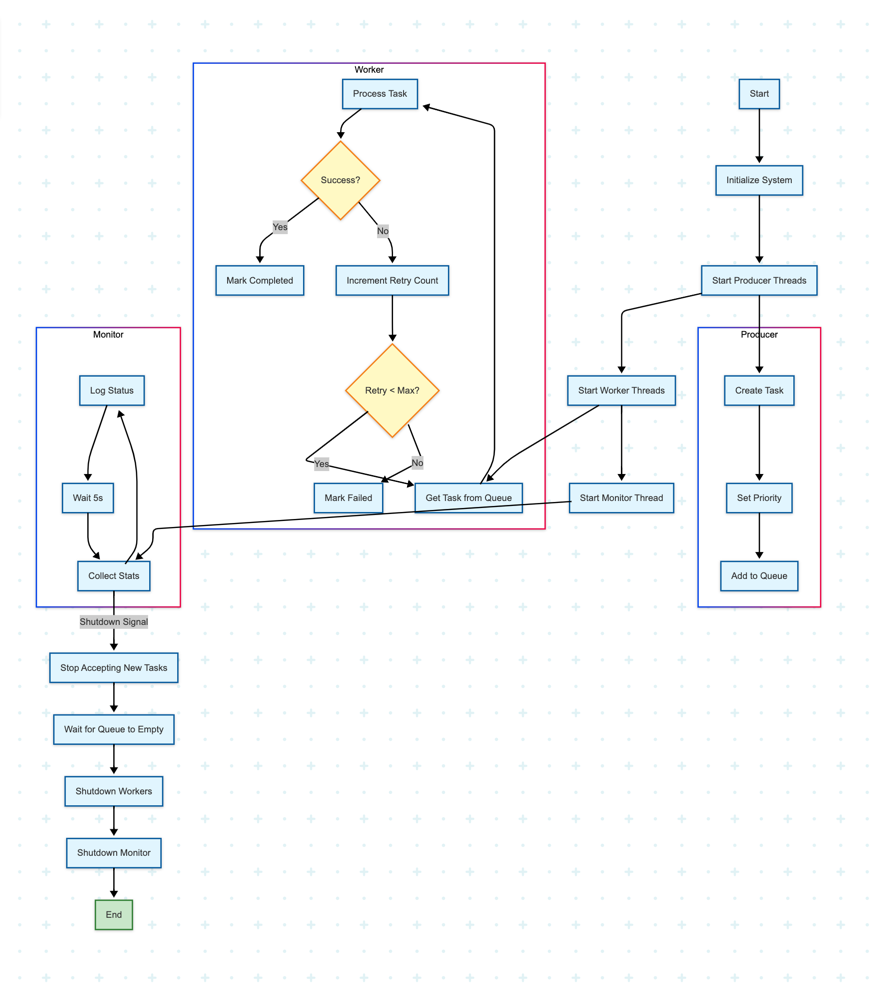 Start
Initialize System
Start Producer Threads
Producer
Create Task
Set Priority
Add to Queue
Start Worker Threads
Start Monitor Thread
Worker
Process Task
Success?
Yes
No
Mark Completed
Increment Retry Count
Retry < Max?
Yes
No
Mark Failed
Get Task from Queue
Monitor
Log Status
Wait 5s
Collect Stats
Shutdown Signal
Stop Accepting New Tasks
Wait for Queue to Empty
Shutdown Workers
Shutdown Monitor
End